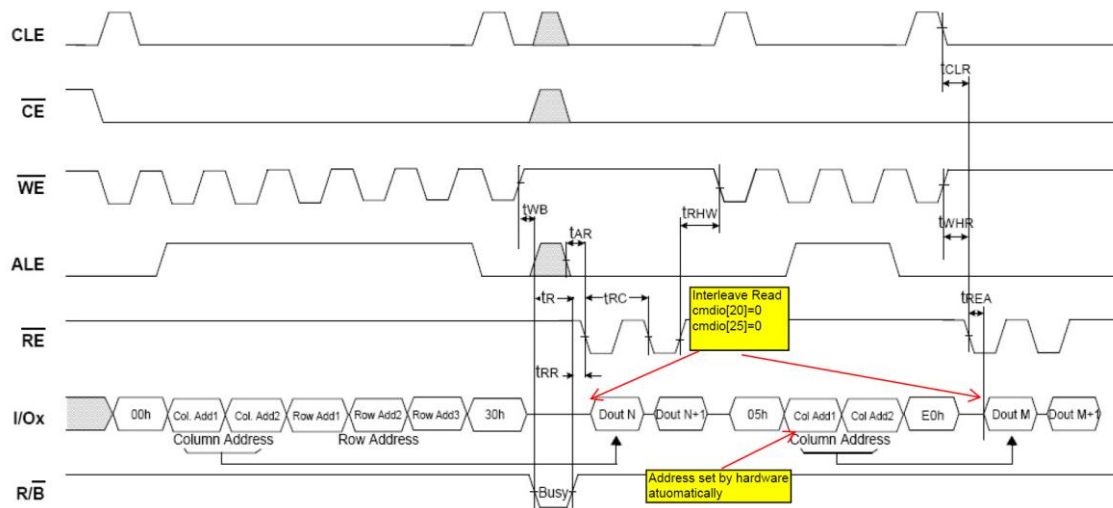 CLE
tCLR
CE
WE
tWB
tRHW
tWHR
tAR
ALE
tR
tRC
Interleave Read
cmdio[20]=0
cmdio[25]=0
tREA
RE
tRR
I/Ox
00h
Col. Add1
Col. Add2
Row Add1
Row Add2
Row Add3
30h
Dout N
Dout N+1
05h
Col Add1
Col Add2
E0h
Dout M
Dout M+1
Column Address
Row Address
Column Address
R/B
Busy
Address set by hardware
atuomatically